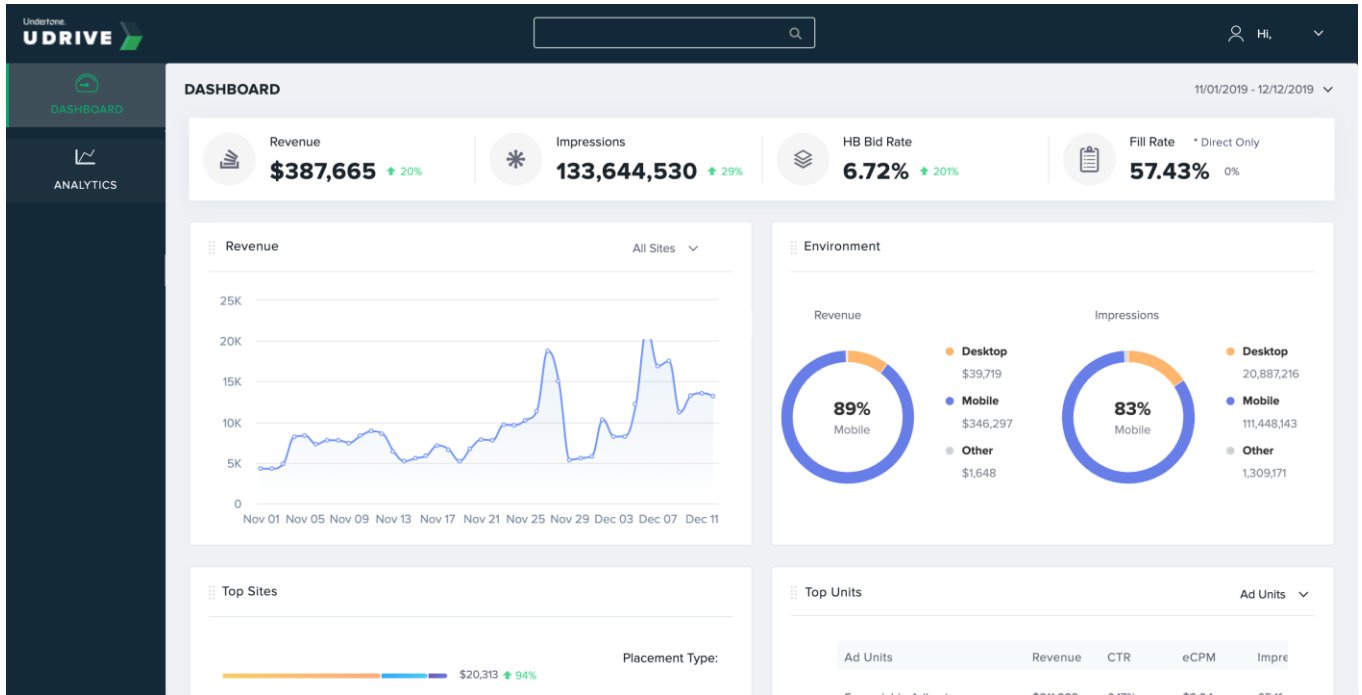 Undertone.
UDRIVE
Hi,
DASHBOARD
ANALYTICS
DASHBOARD
11/01/2019 - 12/12/2019
Revenue
$387,665 20%
Impressions
133,644,530 29%
HB Bid Rate
6.72% 201%
Fill Rate * Direct Only
57.43% 0%
Revenue
All Sites
25K
20K
15K
10K
5K
0
Nov 01 Nov 05 Nov 09 Nov 13 Nov 17 Nov 21 Nov 25 Nov 29 Dec 03 Dec 07 Dec 11
Environment
Revenue
89%
Mobile
Desktop
$39,719
Mobile
$346,297
Other
$1,648
Impressions
83%
Mobile
Desktop
20,887,216
Mobile
111,448,143
Other
1,309,171
Top Sites
Placement Type:
$20,313 94%
Top Units
Ad Units
Ad Units Revenue CTR eCPM Impre